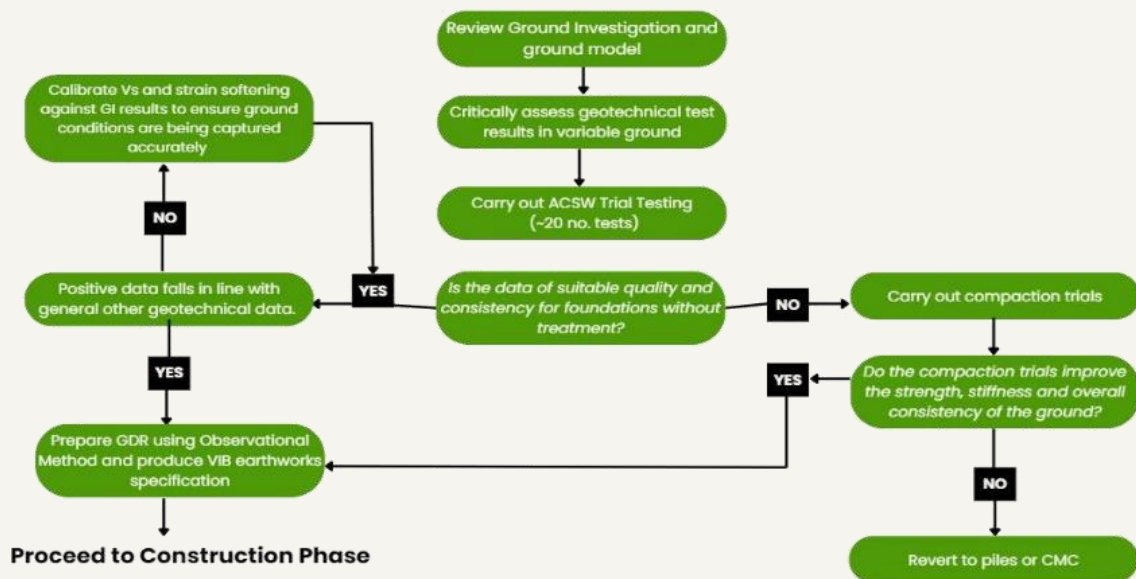 Review Ground Investigation and
ground model
Critically assess geotechnical test
results in variable ground
Carry out ACSW Trial Testing
(~20 no. tests)
Is the data of suitable quality and
consistency for foundations without
treatment?
YES
Positive data falls in line with
general other geotechnical data.
NO
Calibrate Vs and strain softening
against GI results to ensure ground
conditions are being captured
accurately
YES
Prepare GDR using Observational
Method and produce VIB earthworks
specification
Proceed to Construction Phase
NO
Carry out compaction trials
Do the compaction trials improve
the strength, stiffness and overall
consistency of the ground?
YES
NO
Revert to piles or CMC